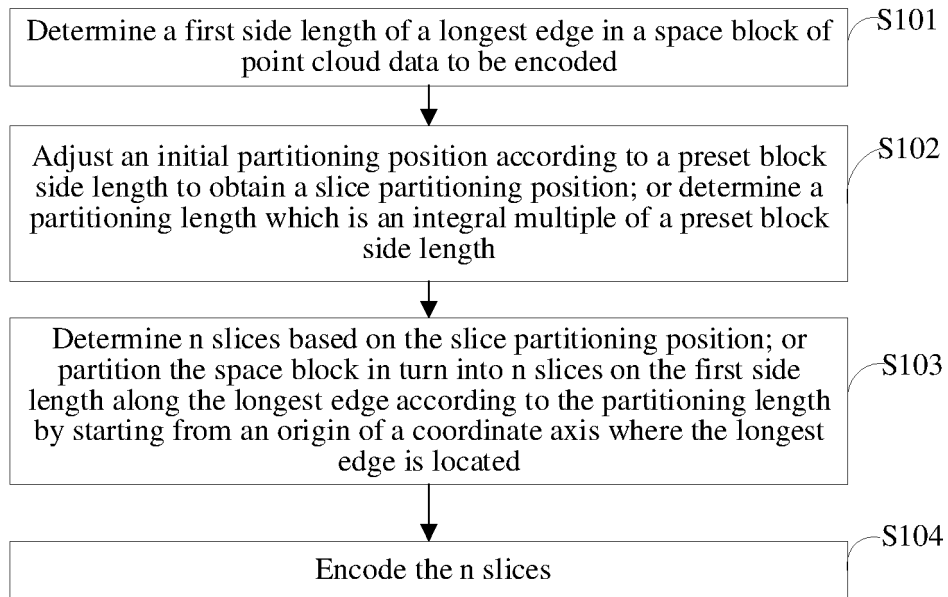 Determine a first side length of a longest edge in a space block of
point cloud data to be encoded
S101
Adjust an initial partitioning position according to a preset block
side length to obtain a slice partitioning position; or determine a
partitioning length which is an integral multiple of a preset block
side length
S102
Determine n slices based on the slice partitioning position; or
partition the space block in turn into n slices on the first side
length along the longest edge according to the partitioning length
by starting from an origin of a coordinate axis where the longest
edge is located
S103
Encode the n slices
S104